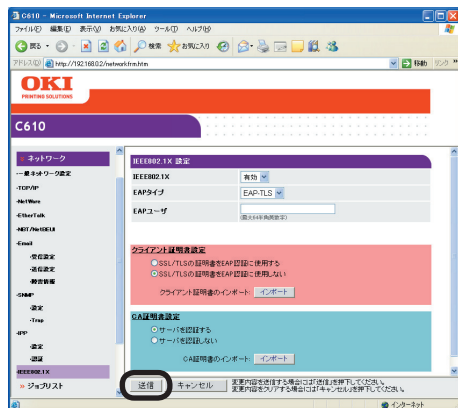 C610 - Microsoft Internet Explorer
ファイル(F) 編集(E) 表示(V) お気に入り(A) ツール(T) ヘルプ(H)
戻る 検索 お気に入り
アドレス(D) http://192.168.0.2/networkfrm.htm 移動 リンク »
OKI
PRINTING SOLUTIONS
C610
ネットワーク
一般ネットワーク設定
-TCP/IP
-NetWare
-EtherTalk
-NBT/NetBEUI
-Email
-受信設定
-送信設定
-附加情報
-SNMP
-設定
-Trap
-IPP
-設定
-認証
-IEEE802.1X
» ジョブリスト
IEEE802.1X 設定
IEEE802.1X 有効
EAPタイプ EAP-TLS
EAPユーザ
(最大64半角英数字)
クライアント証明書設定
SSL/TLSの証明書をEAP認証に使用する
SSL/TLSの証明書をEAP認証に使用しない
クライアント証明書のインポート: インポート
CA証明書設定
サーバを認証する
サーバを認証しない
CA証明書のインポート: インポート
送信 キャンセル
変更内容を送信する場合には「送信」を押下してください。
変更内容をクリアする場合には「キャンセル」を押下してください。
インターネット